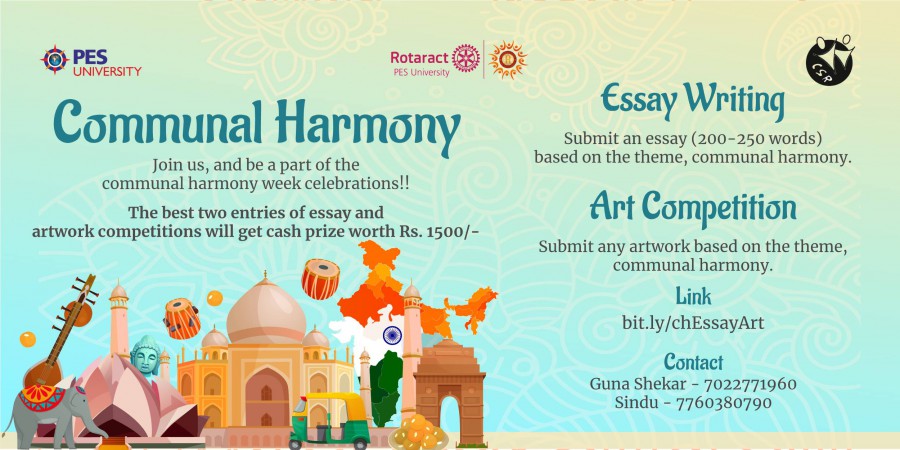 PES
UNIVERSITY
Rotaract
PES University
CSR
Communal Harmony
Join us, and be a part of the
communal harmony week celebrations!!
The best two entries of essay and
artwork competitions will get cash prize worth Rs. 1500/-
Essay Writing
Submit an essay (200-250 words)
based on the theme, communal harmony.
Art Competition
Submit any artwork based on the theme,
communal harmony.
Link
bit.ly/chEssayArt
Contact
Guna Shekar - 7022771960
Sindu - 7760380790